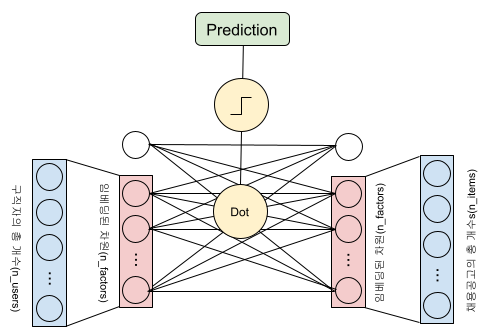 Prediction
Dot
구직자의 총 개수(n_users)
임베딩된 차원(n_factors)
임베딩된 차원(n_factors)
채용공고의 총 개수s(n_items)